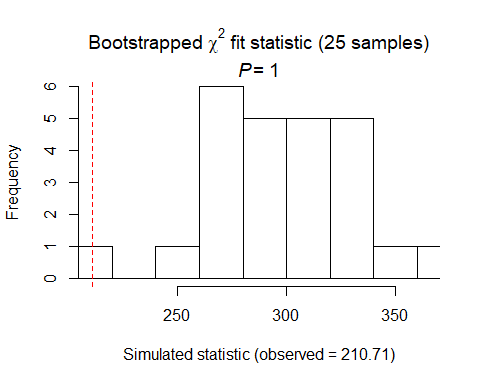 Bootstrapped χ² fit statistic (25 samples)
P= 1
Frequency
6
5
4
3
2
1
0
250 300 350
Simulated statistic (observed = 210.71)